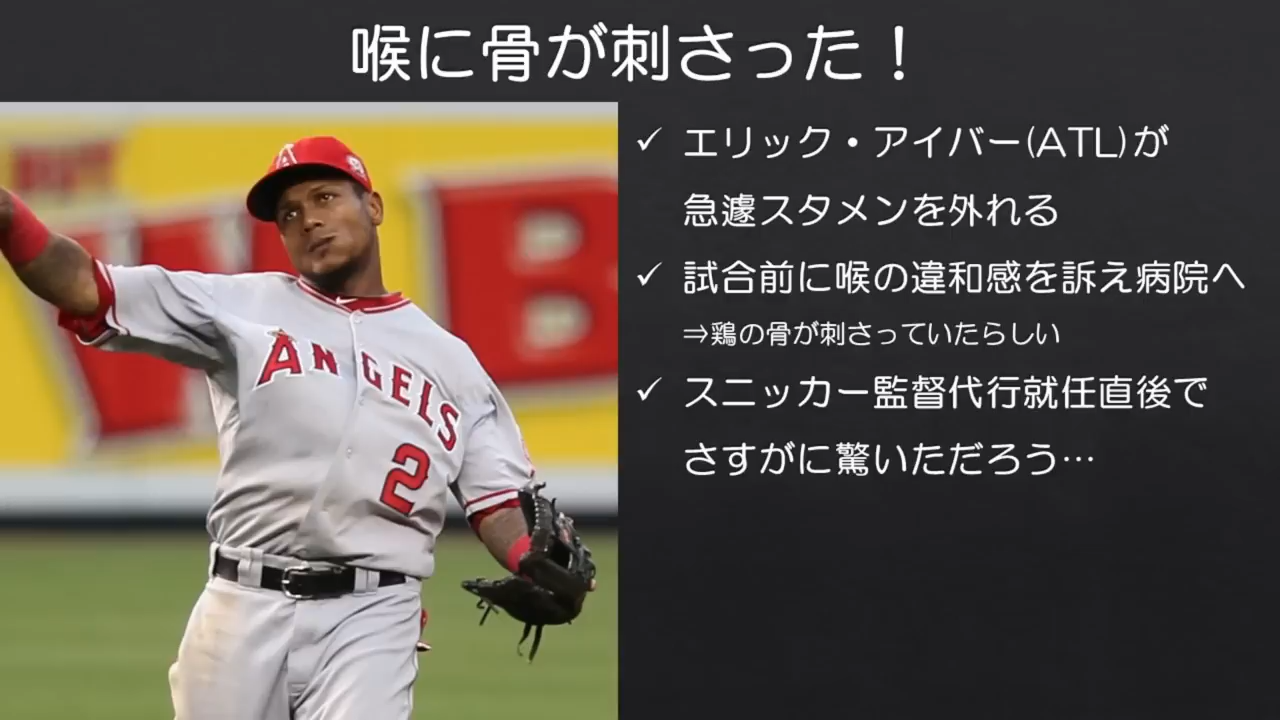 喉に骨が刺さった！
✓ エリック・アイバー(ATL)が
急遽スタメンを外れる
✓ 試合前に喉の違和感を訴え病院へ
⇒鶏の骨が刺さっていたらしい
✓ スニッカー監督代行就任直後で
さすがに驚いただろう…
ANGELS
2
B